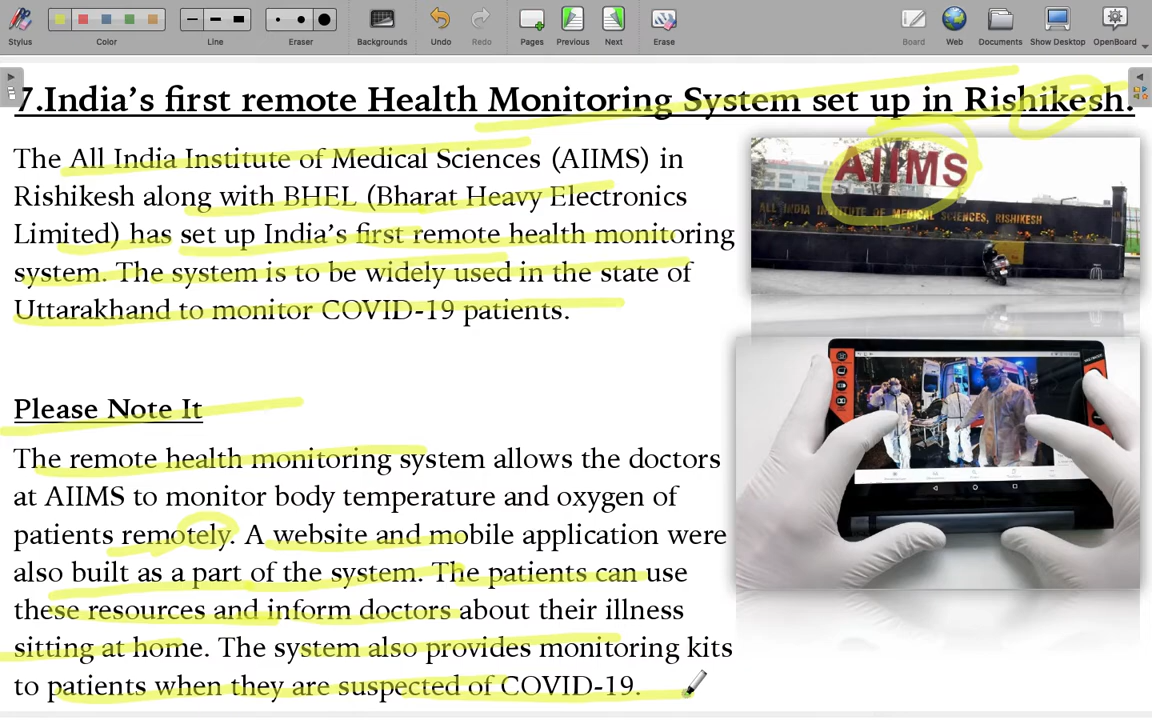 Stylus
Color
Line
Eraser
Backgrounds
Undo
Redo
Pages
Previous
Next
Erase
Board
Web
Documents
Show Desktop
OpenBoard
7.India's first remote Health Monitoring System set up in Rishikesh.
The All India Institute of Medical Sciences (AIIMS) in
Rishikesh along with BHEL (Bharat Heavy Electronics
Limited) has set up India's first remote health monitoring
system. The system is to be widely used in the state of
Uttarakhand to monitor COVID-19 patients.
AIIMS
ALL INDIA INSTITUTE OF MEDICAL SCIENCES, RISHIKESH
Please Note It
The remote health monitoring system allows the doctors
at AIIMS to monitor body temperature and oxygen of
patients remotely. A website and mobile application were
also built as a part of the system. The patients can use
these resources and inform doctors about their illness
sitting at home. The system also provides monitoring kits
to patients when they are suspected of COVID-19.